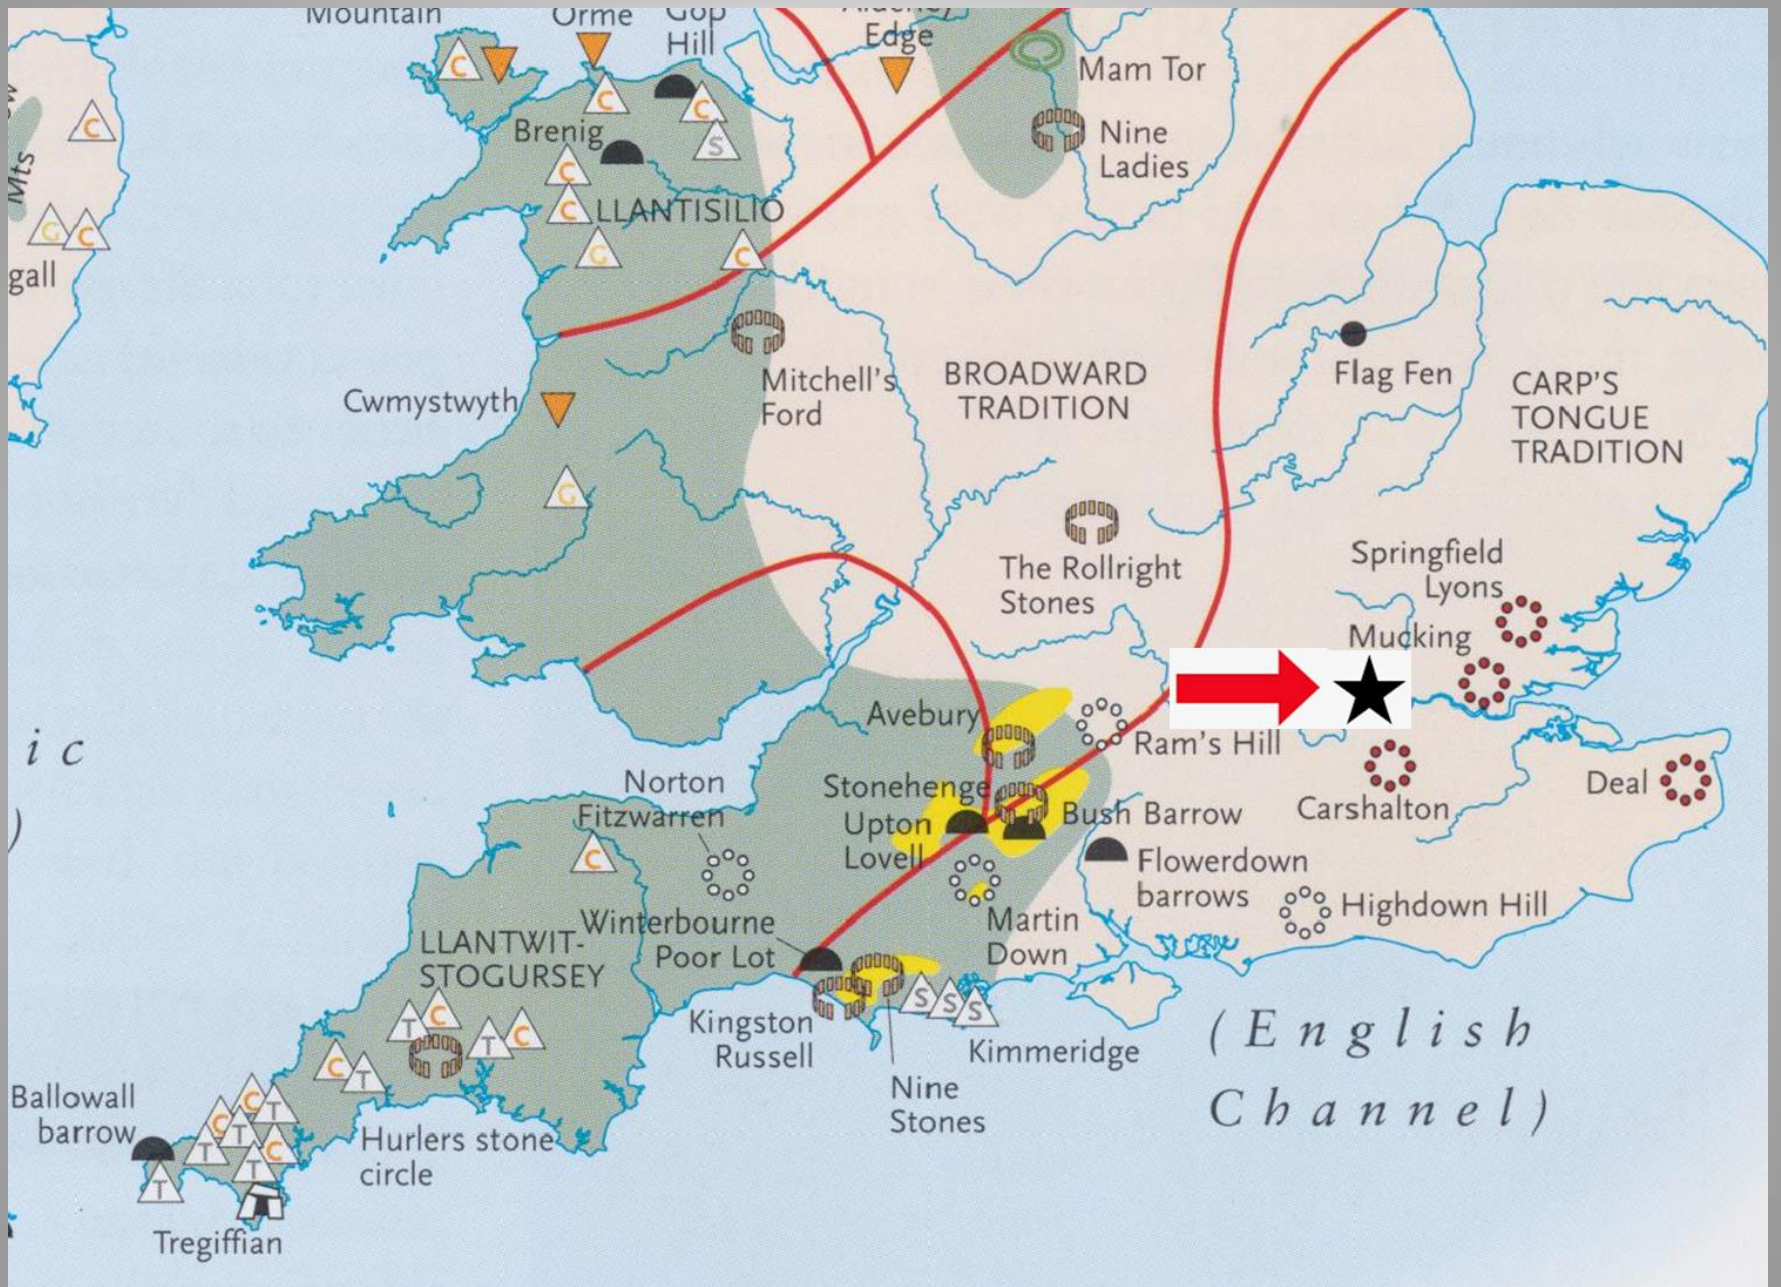 Mountain
Orme
Gop
Hill
Edge
C
Mam Tor
C
C
C
Mts
Brenig
S
Nine
Ladies
C
C
LLANTISILIO
G
C
G
C
gall
Mitchell's
Ford
BROADWARD
TRADITION
Flag Fen
CARP'S
TONGUE
TRADITION
Cwmystwyth
G
The Rollright
Stones
Springfield
Lyons
Mucking
Avebury
Ram's Hill
i c
)
Norton
Fitzwarren
Stonehenge
Upton
Lovell
Bush Barrow
Carshalton
Deal
C
Flowerdown
barrows
Highdown Hill
Winterbourne
Poor Lot
Martin
Down
LLANTWIT-
STOGURSEY
S
S
S
T
C
T
C
Kingston
Russell
Kimmeridge
(English
Channel)
C
T
Nine
Stones
Ballowall
barrow
C
T
C
T
T
C
T
T
Hurlers stone
circle
Tregiffian